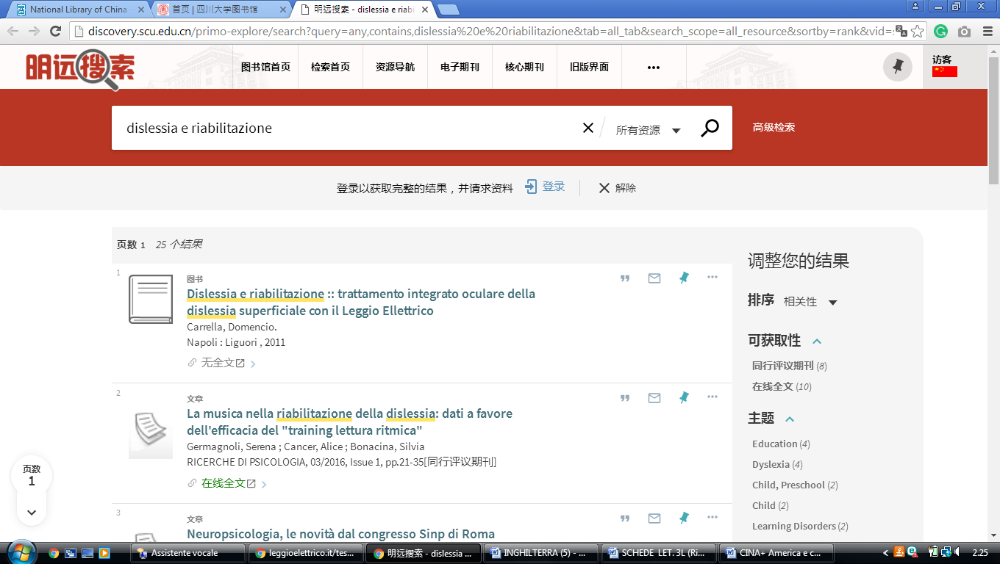 National Library of China -
首页 | 四川大学图书馆
明远搜索 - dislessia e riabil
discovery.scu.edu.cn/primo-explore/search?query=any,contains,dislessia%20e%20riabilitazione&tab=all_tab&search_scope=all_resource&sortby=rank&vid=
明远搜索
图书馆首页
检索首页
资源导航
电子期刊
核心期刊
旧版界面
•••
访客
dislessia e riabilitazione
所有资源
高级检索
登录以获取完整的结果，并请求资料
登录
解除
页数 1 25 个结果
1
图书
Dislessia e riabilitazione :: trattamento integrato oculare della
dislessia superficiale con il Leggio Ellettrico
Carrella, Domencio.
Napoli : Liguori , 2011
无全文
2
文章
La musica nella riabilitazione della dislessia: dati a favore
dell'efficacia del "training lettura ritmica"
Germagnoli, Serena ; Cancer, Alice ; Bonacina, Silvia
RICERCHE DI PSICOLOGIA, 03/2016, Issue 1, pp.21-35[同行评议期刊]
在线全文
3
文章
Neuropsicologia, le novità dal congresso Sinp di Roma
调整您的结果
排序 相关性
可获取性
同行评议期刊 (8)
在线全文 (10)
主题
Education (4)
Dyslexia (4)
Child, Preschool (2)
Child (2)
Learning Disorders (2)
页数
1
Assistente vocale
leggioelettrico.it/tes...
明远搜索 - dislessia ...
INGHILTERRA (5) - ...
SCHEDE LET. 3L (Ri...
CINA+ America e c...
2.25